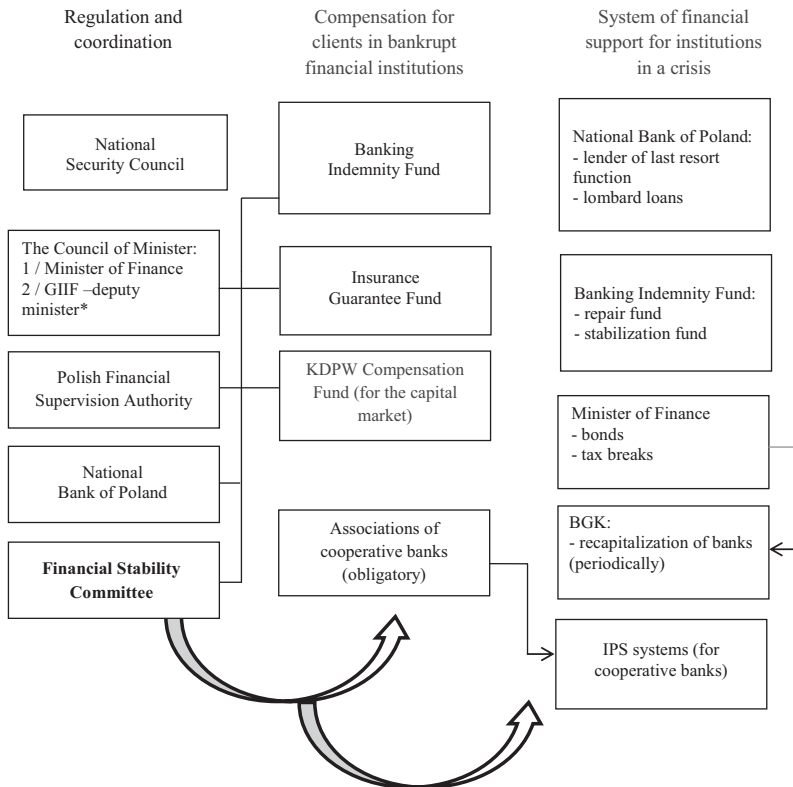 Regulation and
coordination
National
Security Council
The Council of Minister:
1 / Minister of Finance
2 / GIIF –deputy
minister*
Polish Financial
Supervision Authority
National
Bank of Poland
Financial Stability
Committee
Compensation for
clients in bankrupt
financial institutions
Banking
Indemnity Fund
Insurance
Guarantee Fund
KDPW Compensation
Fund (for the capital
market)
Associations of
cooperative banks
(obligatory)
System of financial
support for institutions
in a crisis
National Bank of Poland:
- lender of last resort
function
- lombard loans
Banking Indemnity Fund:
- repair fund
- stabilization fund
Minister of Finance
- bonds
- tax breaks
BGK:
- recapitalization of banks
(periodically)
IPS systems (for
cooperative banks)